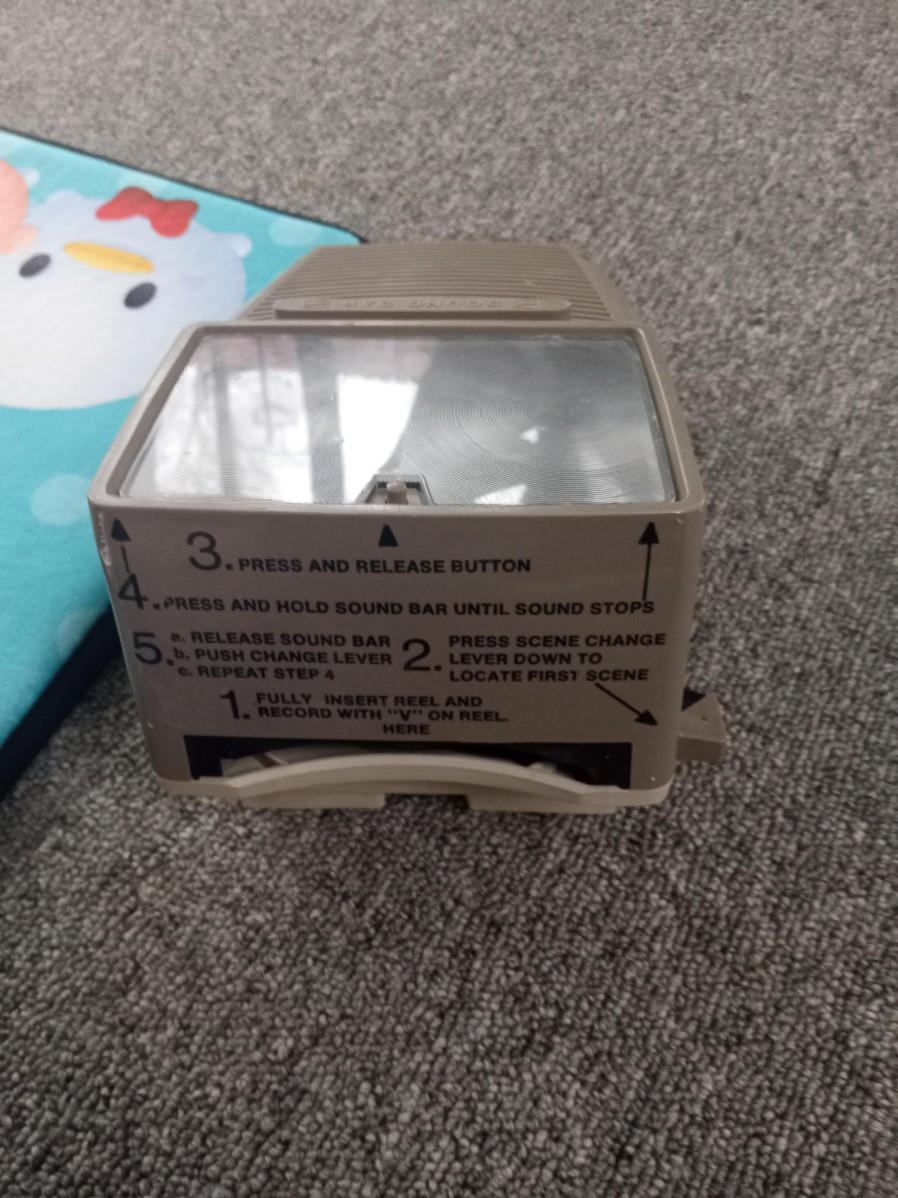 SOUND BAR
3. PRESS AND RELEASE BUTTON
4. PRESS AND HOLD SOUND BAR UNTIL SOUND STOPS
5. a. RELEASE SOUND BAR
b. PUSH CHANGE LEVER
c. REPEAT STEP 4
2. PRESS SCENE CHANGE
LEVER DOWN TO
LOCATE FIRST SCENE
1. FULLY INSERT REEL AND
RECORD WITH "V" ON REEL.
HERE